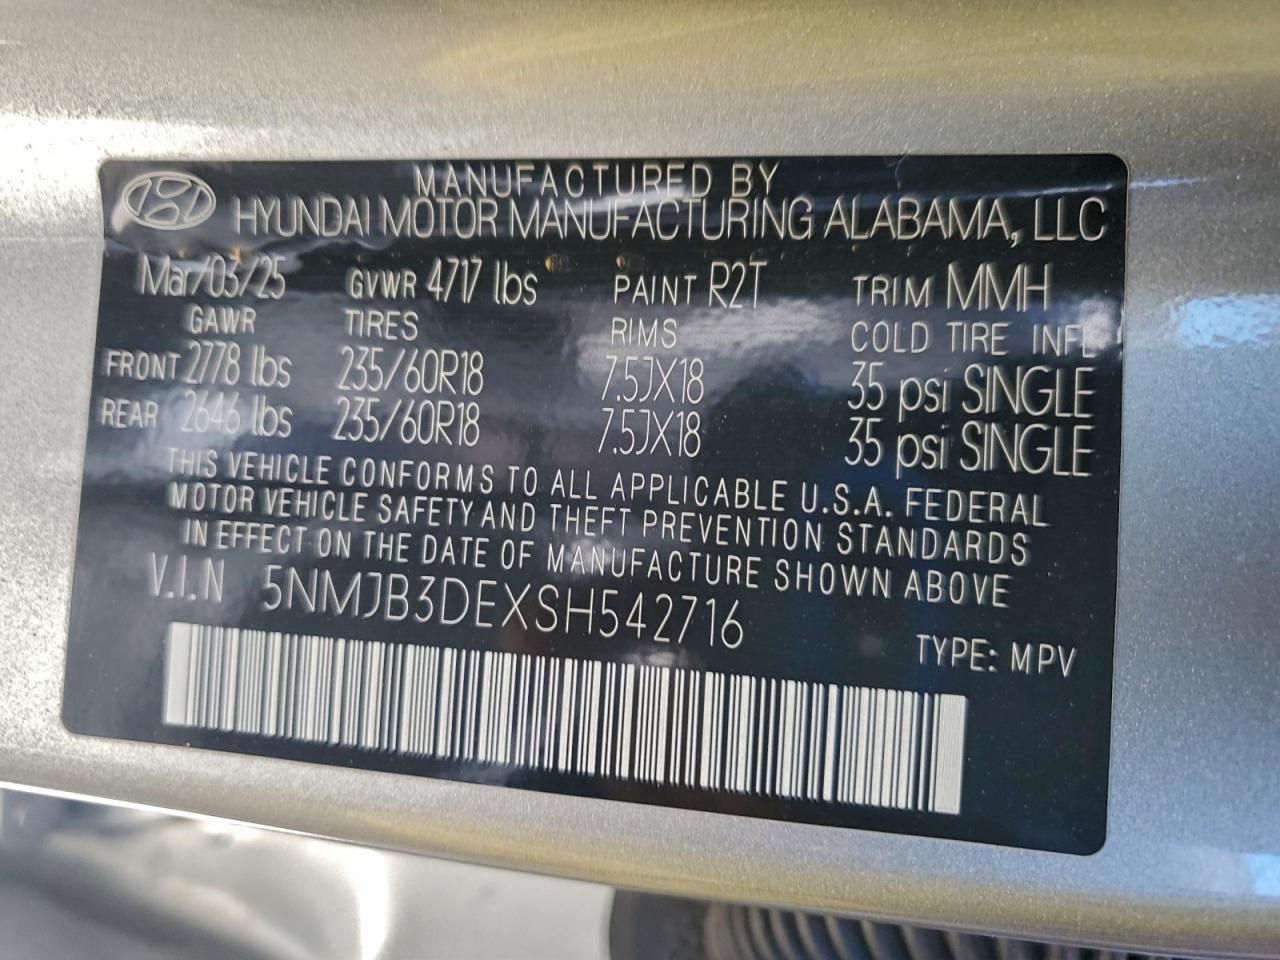 MANUFACTURED BY
HYUNDAI MOTOR MANUFACTURING ALABAMA, LLC
Mar/03/25 GVWR 4717 lbs PAINT R2T TRIM MMH
GAWR TIRES RIMS COLD TIRE INFL
FRONT 2778 lbs 235/60R18 7.5JX18 35 psi SINGLE
REAR 2646 lbs 235/60R18 7.5JX18 35 psi SINGLE
THIS VEHICLE CONFORMS TO ALL APPLICABLE U.S.A. FEDERAL
MOTOR VEHICLE SAFETY AND THEFT PREVENTION STANDARDS
IN EFFECT ON THE DATE OF MANUFACTURE SHOWN ABOVE
V.I.N 5NMJB3DEXSH542716
TYPE: MPV